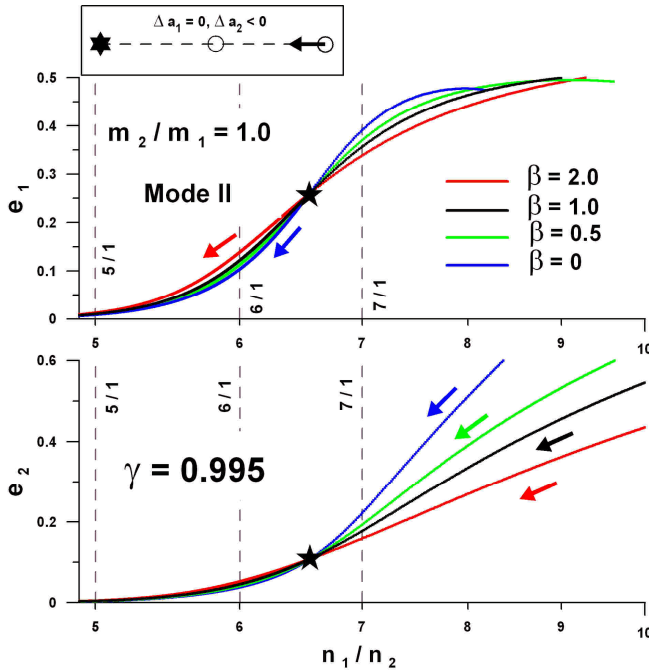 Δ a₁ = 0, Δ a₂ < 0
0.5
0.4
0.3
0.2
0.1
0
e₁
m₂ / m₁ = 1.0
Mode II
β = 2.0
β = 1.0
β = 0.5
β = 0
5 / 1
6 / 1
7 / 1
5
6
7
8
9
10
0.6
0.4
0.2
0
e₂
5 / 1
6 / 1
7 / 1
γ = 0.995
5
6
7
8
9
10
n₁ / n₂